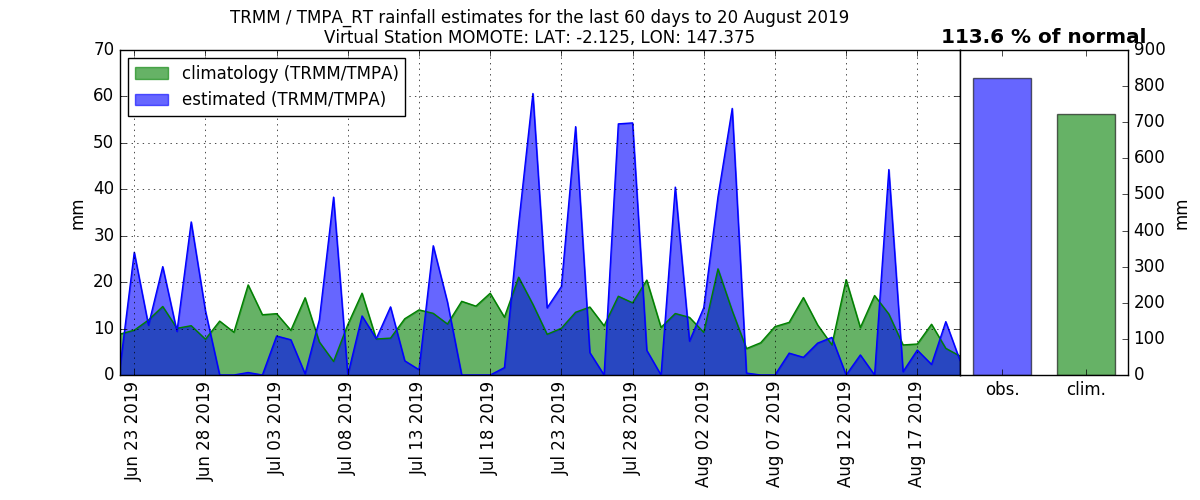 TRMM / TMPA_RT rainfall estimates for the last 60 days to 20 August 2019
Virtual Station MOMOTE: LAT: -2.125, LON: 147.375
113.6 % of normal
climatology (TRMM/TMPA)
estimated (TRMM/TMPA)
70
60
50
40
30
20
10
0
mm
Jun 23 2019
Jun 28 2019
Jul 03 2019
Jul 08 2019
Jul 13 2019
Jul 18 2019
Jul 23 2019
Jul 28 2019
Aug 02 2019
Aug 07 2019
Aug 12 2019
Aug 17 2019
obs.
clim.
900
800
700
600
500
400
300
200
100
0
mm